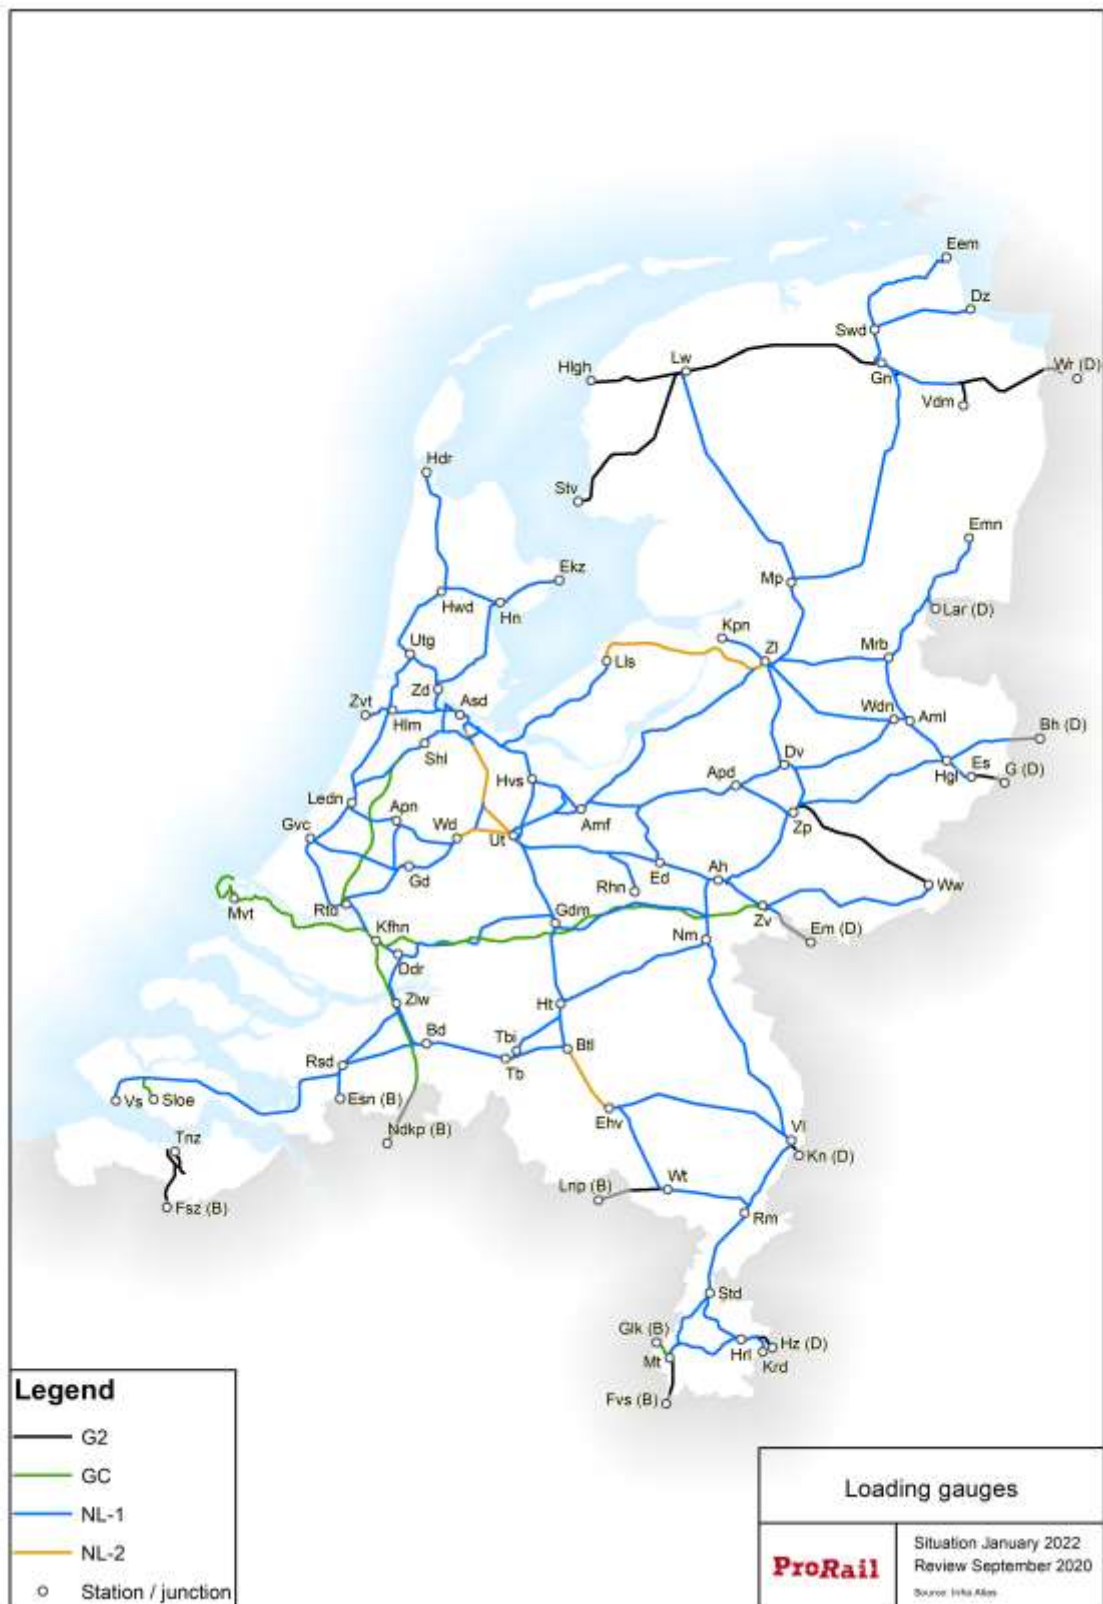 Eem
Dz
Swd
Lw
Hlgh
Gn
Wr (D)
Vdm
Hdr
Stv
Emn
Ekz
Mp
Hwd
Hn
Lar (D)
Kpn
Utg
Zl
Mrb
Lls
Zd
Asd
Zvt
Hlm
Wdn
Aml
Shl
Bh (D)
Dv
Es
Hvs
Apd
Hgl
G (D)
Ledn
Apn
Gvc
Wd
Amf
Zp
Ut
Ah
Gd
Ed
Ww
Rhn
Mvt
Rtd
Gdm
Zv
Kfhn
Nm
Em (D)
Ddr
Zlw
Ht
Bd
Tbi
Btl
Rsd
Tb
Vs
Sloe
Esn (B)
Ehv
Ndkp (B)
Tnz
Vl
Kn (D)
Lnp (B)
Wt
Fsz (B)
Rm
Std
Glk (B)
Hz (D)
Hrl
Mt
Krd
Fvs (B)
Legend
G2
GC
NL-1
NL-2
Station / junction
Loading gauges
ProRail
Situation January 2022
Review September 2020
Source: Infra Atlas